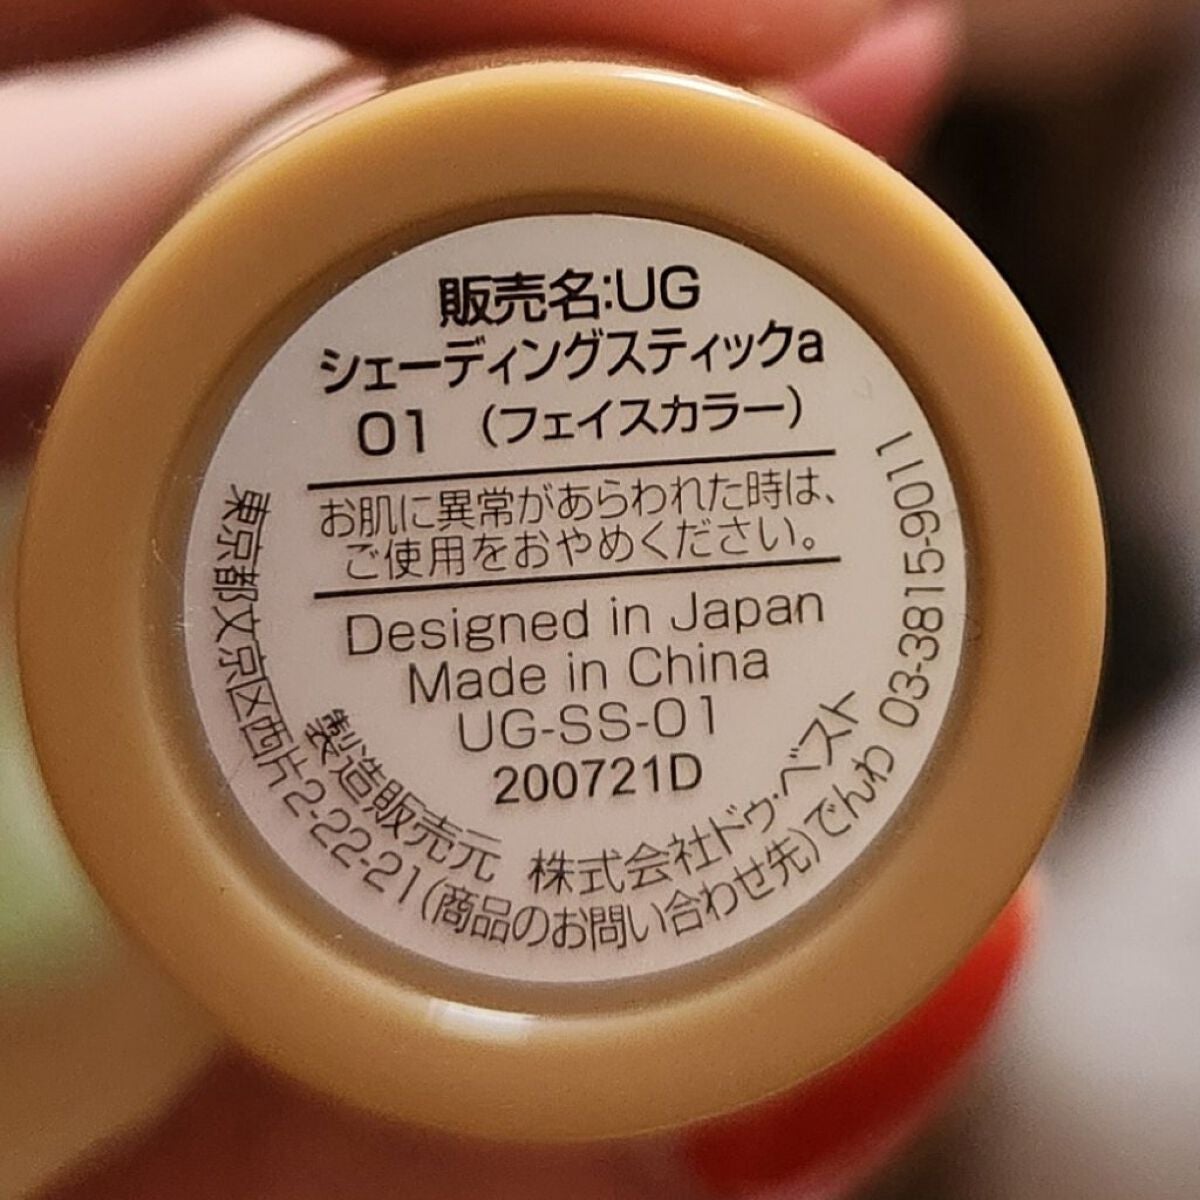 販売名:UG
シェーディングスティックa
01 (フェイスカラー)
お肌に異常があらわれた時は、
ご使用をおやめください。
Designed in Japan
Made in China
UG-SS-01
200721D
製造販売元 株式会社ドゥ・ベスト
東京都文京区西片2-22-21(商品のお問い合わせ先)でんわ 03-3815-9011